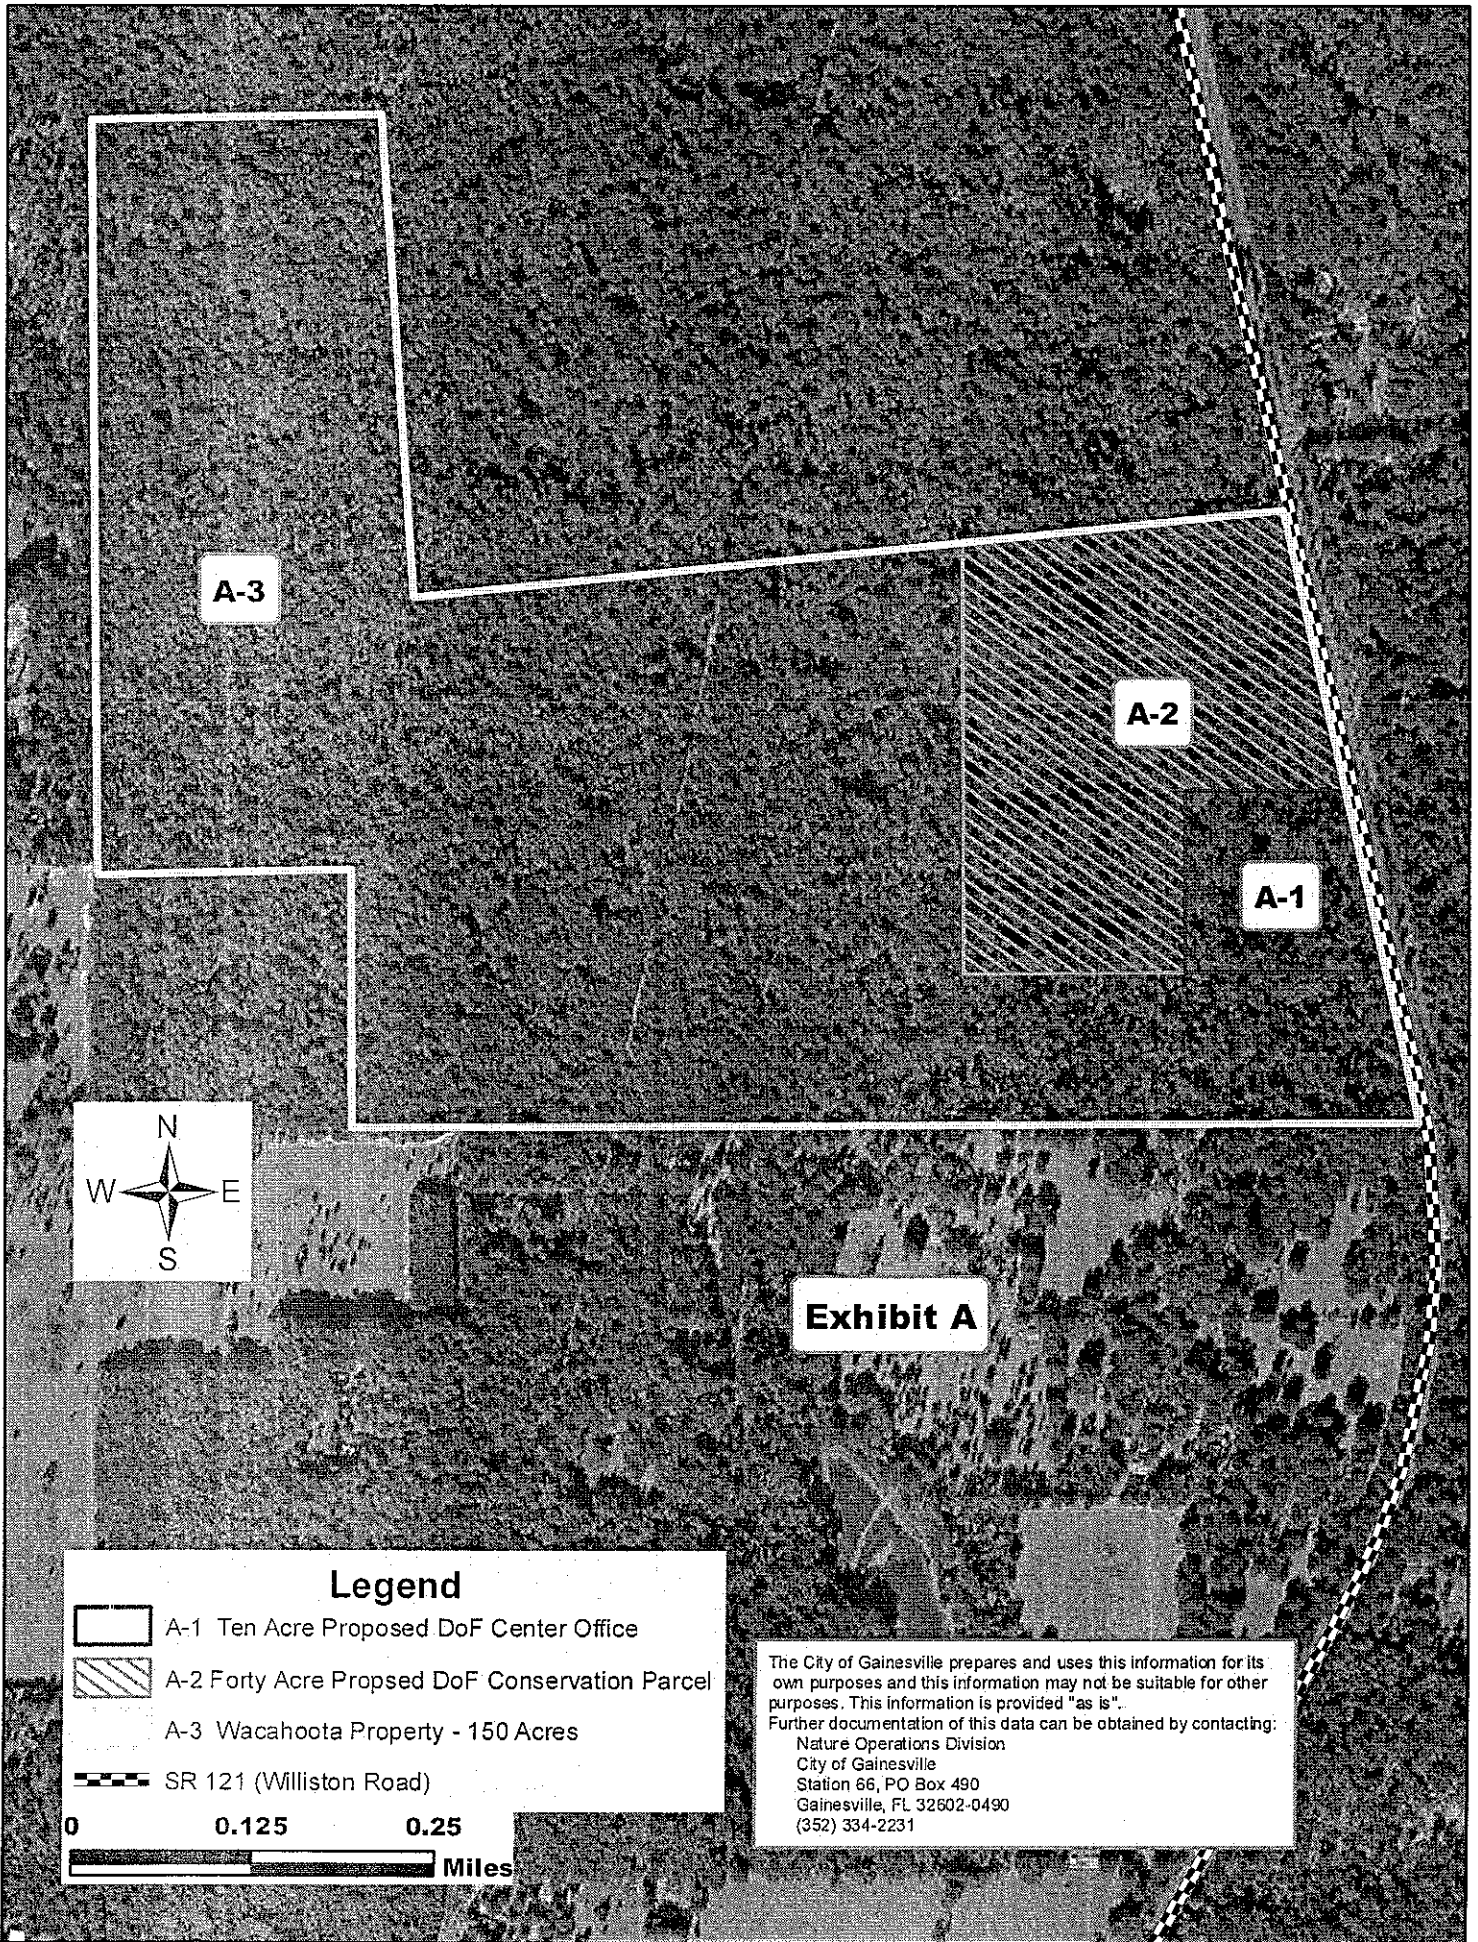 A-3
A-2
A-1
N
W E
S
Exhibit A
Legend
A-1 Ten Acre Proposed DoF Center Office
A-2 Forty Acre Propsed DoF Conservation Parcel
A-3 Wacahoota Property - 150 Acres
SR 121 (Williston Road)
0 0.125 0.25
Miles
The City of Gainesville prepares and uses this information for its
own purposes and this information may not be suitable for other
purposes. This information is provided "as is".
Further documentation of this data can be obtained by contacting:
Nature Operations Division
City of Gainesville
Station 66, PO Box 490
Gainesville, FL 32602-0490
(352) 334-2231